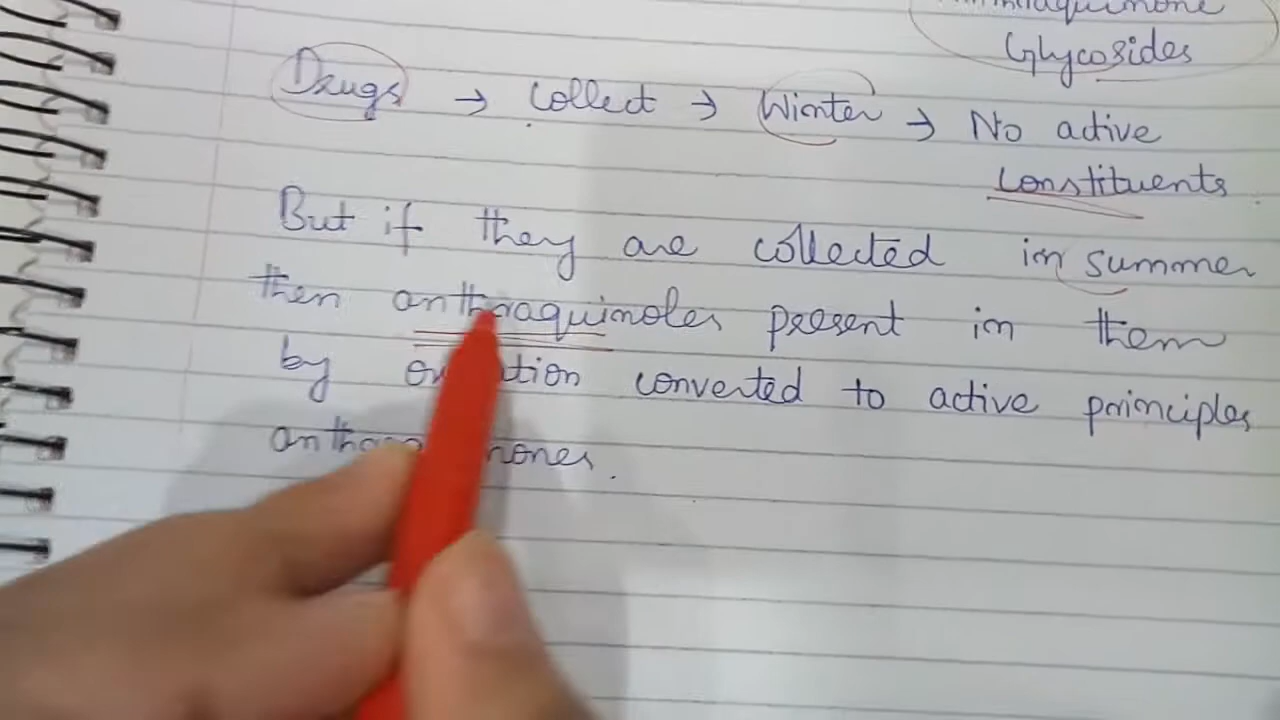 Glycosides
Drugs → Collect → Winter → No active
Constituents
But if they are collected in summer
then anthraquinoles present in them
by converted to active principles